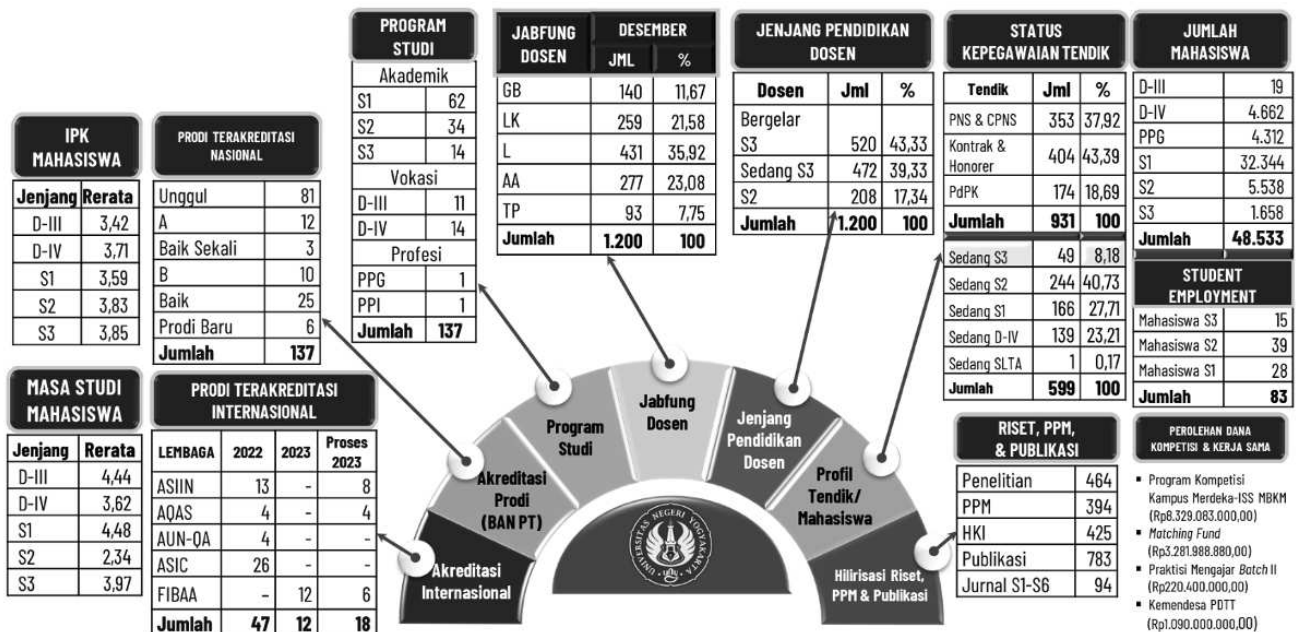 IPK
MAHASISWA
Jenjang Rerata
D-III 3,42
D-IV 3,71
S1 3,59
S2 3,83
S3 3,85
MASA STUDI
MAHASISWA
Jenjang Rerata
D-III 4,44
D-IV 3,62
S1 4,48
S2 2,34
S3 3,97
PRODI TERAKREDITASI
NASIONAL
Unggul 81
A 12
Baik Sekali 3
B 10
Baik 25
Prodi Baru 6
Jumlah 137
PRODI TERAKREDITASI
INTERNASIONAL
LEMBAGA 2022 2023 Proses 2023
ASIIN 13 - 8
AQAS 4 - 4
AUN-QA 4 - -
ASIC 26 - -
FIBAA - 12 6
Jumlah 47 12 18
PROGRAM
STUDI
Akademik
S1 62
S2 34
S3 14
Vokasi
D-III 11
D-IV 14
Profesi
PPG 1
PPI 1
Jumlah 137
JABFUNG DOSEN DESEMBER
JML %
GB 140 11,67
LK 259 21,58
L 431 35,92
AA 277 23,08
TP 93 7,75
Jumlah 1.200 100
JENJANG PENDIDIKAN
DOSEN
Dosen Jml %
Bergelar
S3 520 43,33
Sedang S3 472 39,33
S2 208 17,34
Jumlah 1.200 100
STATUS
KEPEGAWAIAN TENDIK
Tendik Jml %
PNS & CPNS 353 37,92
Kontrak &
Honorer 404 43,39
PdPK 174 18,69
Jumlah 931 100
Sedang S3 49 8,18
Sedang S2 244 40,73
Sedang S1 166 27,71
Sedang D-IV 139 23,21
Sedang SLTA 1 0,17
Jumlah 599 100
JUMLAH
MAHASISWA
D-III 19
D-IV 4.662
PPG 4.312
S1 32.344
S2 5.538
S3 1.658
Jumlah 48.533
STUDENT
EMPLOYMENT
Mahasiswa S3 15
Mahasiswa S2 39
Mahasiswa S1 28
Jumlah 83
RISET, PPM,
& PUBLIKASI
Penelitian 464
PPM 394
HKI 425
Publikasi 783
Jurnal S1-S6 94
PEROLEHAN DANA
KOMPETISI & KERJA SAMA
▪ Program Kompetisi
Kampus Merdeka-ISS MBKM
(Rp8.329.083.000,00)
▪ Matching Fund
(Rp3.281.988.880,00)
▪ Praktisi Mengajar Batch II
(Rp220.400.000,00)
▪ Kemendesa PDTT
(Rp1.090.000.000,00)
Akreditasi
Internasional
Akreditasi
Prodi
(BAN PT)
Program
Studi
Jabfung
Dosen
Jenjang
Pendidikan
Dosen
Profil
Tendik/
Mahasiswa
Hilirisasi Riset,
PPM & Publikasi
UNIVERSITAS NEGERI YOGYAKARTA